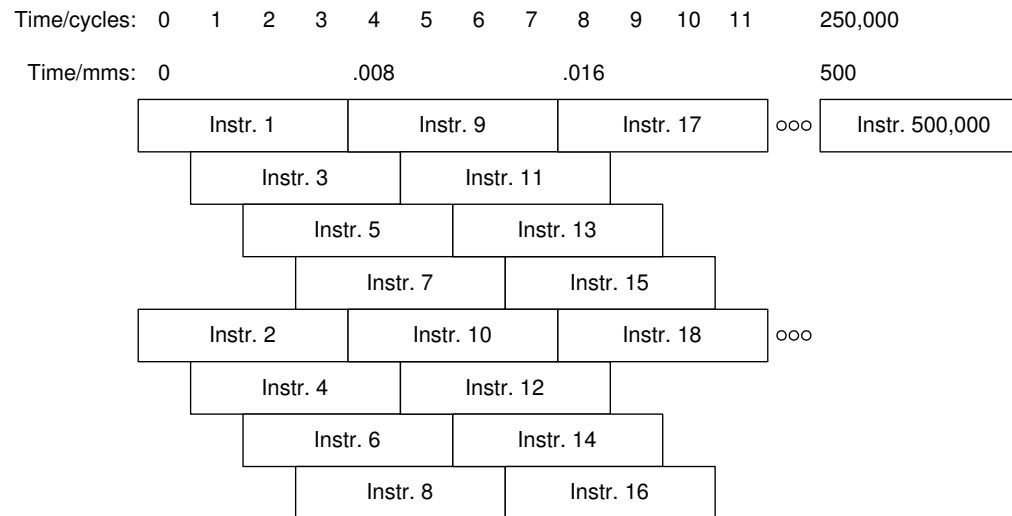 Time/cycles: 0 1 2 3 4 5 6 7 8 9 10 11 250,000
Time/mms: 0 .008 .016 500
Instr. 1 Instr. 9 Instr. 17 ooo Instr. 500,000
Instr. 3 Instr. 11
Instr. 5 Instr. 13
Instr. 7 Instr. 15
Instr. 2 Instr. 10 Instr. 18 ooo
Instr. 4 Instr. 12
Instr. 6 Instr. 14
Instr. 8 Instr. 16